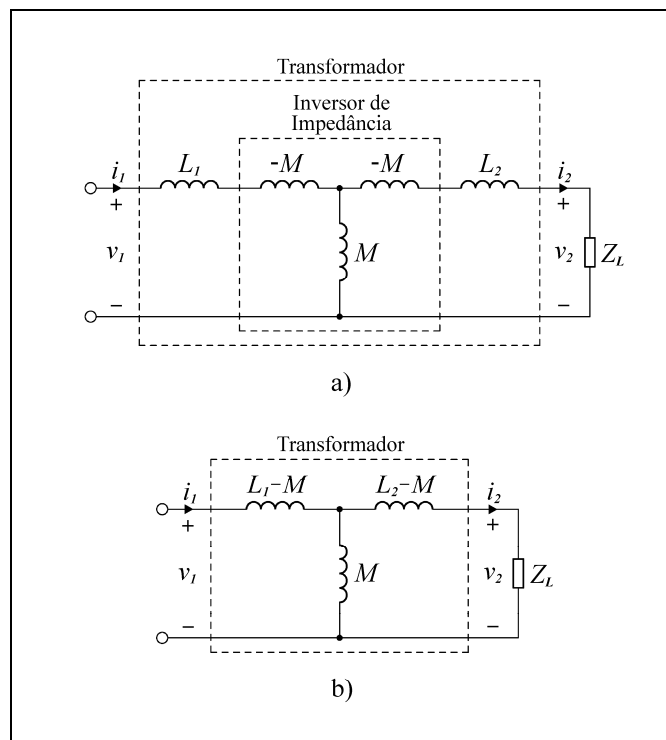 Transformador
Inversor de
Impedância
i1 L1 -M -M L2 i2
+ +
v1 M v2 ZL
− −
a)
Transformador
i1 L1−M L2−M i2
+ +
v1 M v2 ZL
− −
b)